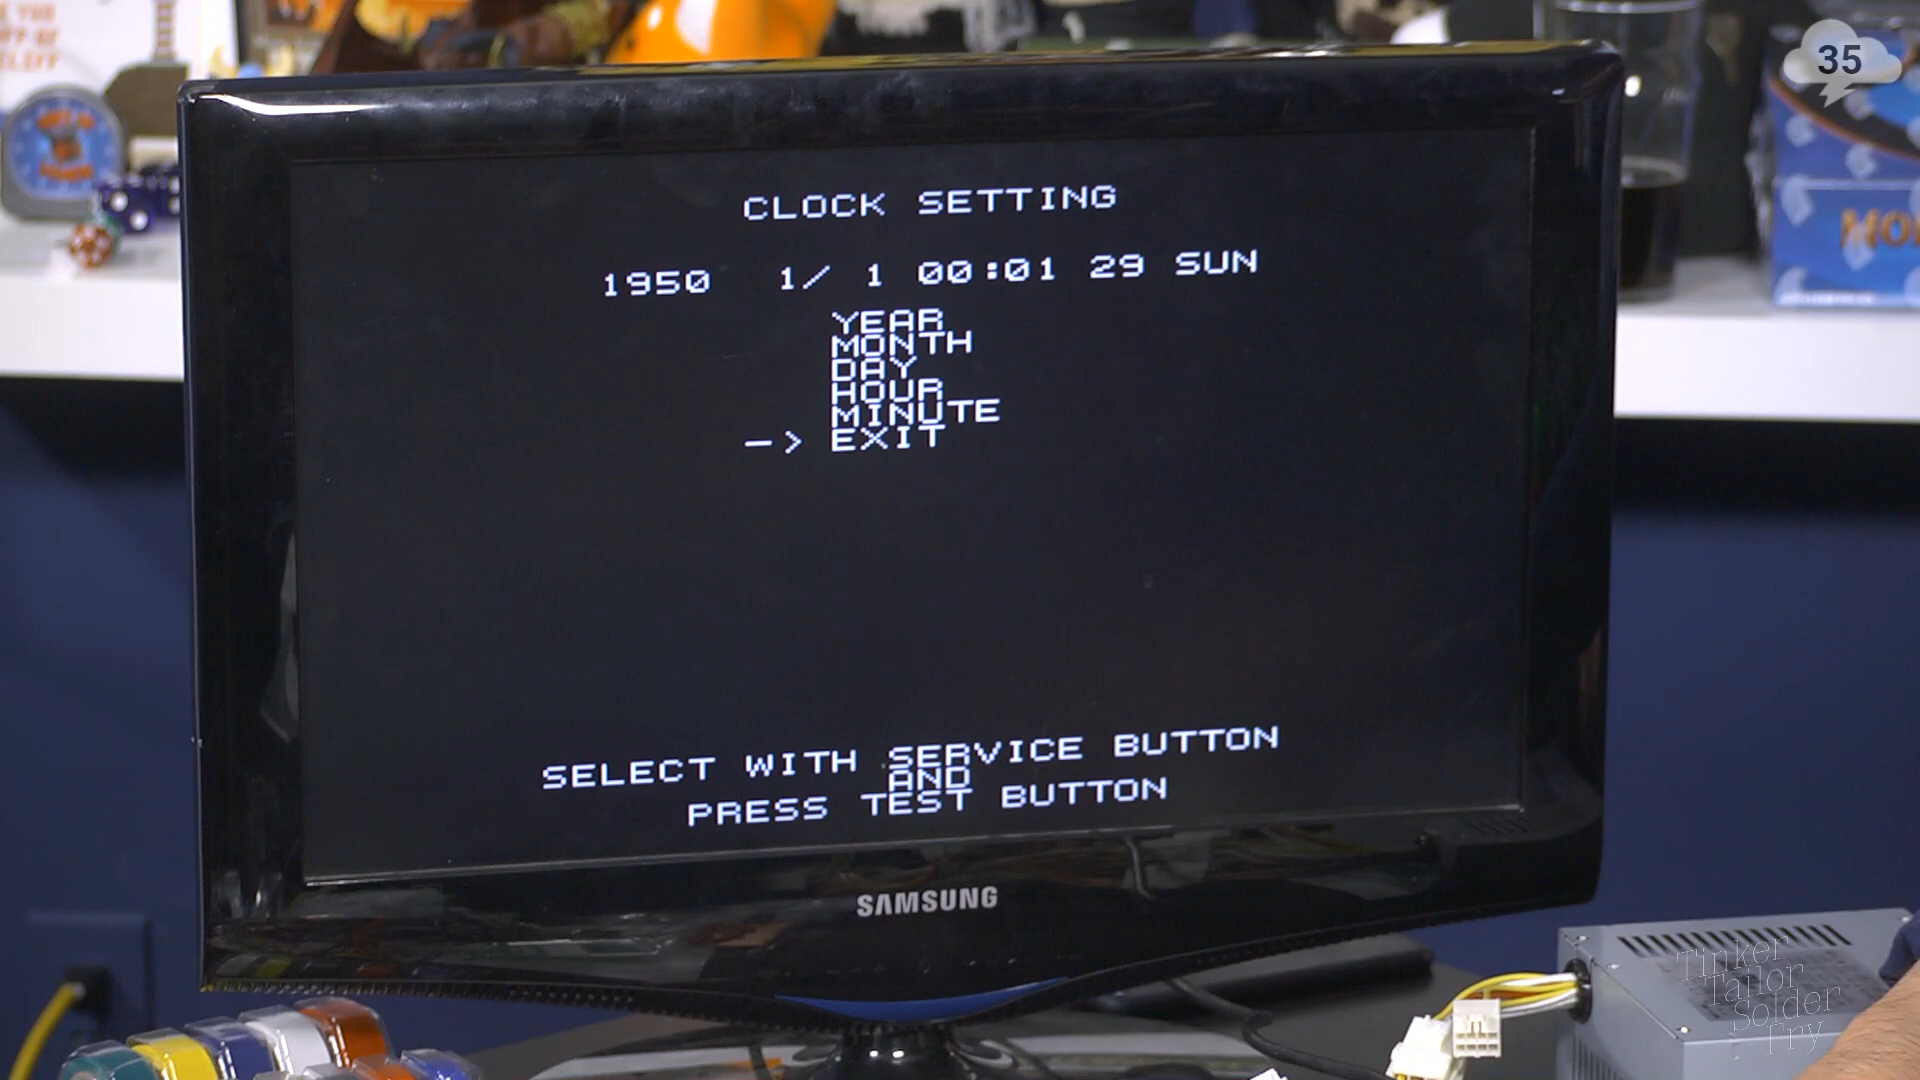 35
CLOCK SETTING
1950 1/ 1 00:01 29 SUN
YEAR
MONTH
DAY
HOUR
MINUTE
-> EXIT
SELECT WITH SERVICE BUTTON
AND
PRESS TEST BUTTON
SAMSUNG
Tinker
Tailor
Solder
Fry